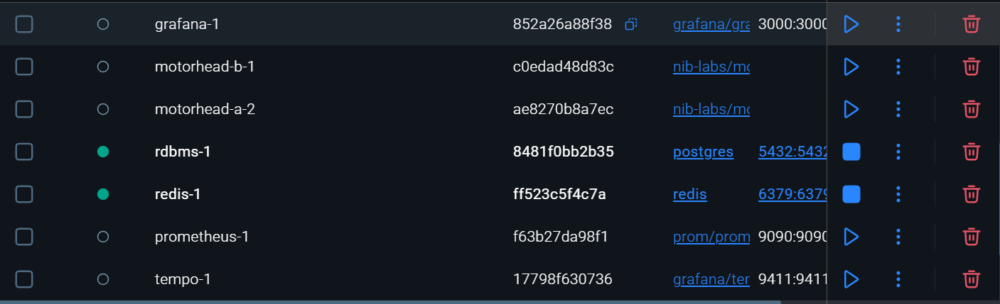 grafana-1 852a26a88f38 grafana/gra 3000:3000
motorhead-b-1 c0edad48d83c nib-labs/mo
motorhead-a-2 ae8270b8a7ec nib-labs/mo
rdbms-1 8481f0bb2b35 postgres 5432:5432
redis-1 ff523c5f4c7a redis 6379:6379
prometheus-1 f63b27da98f1 prom/prom 9090:9090
tempo-1 17798f630736 grafana/ter 9411:9411